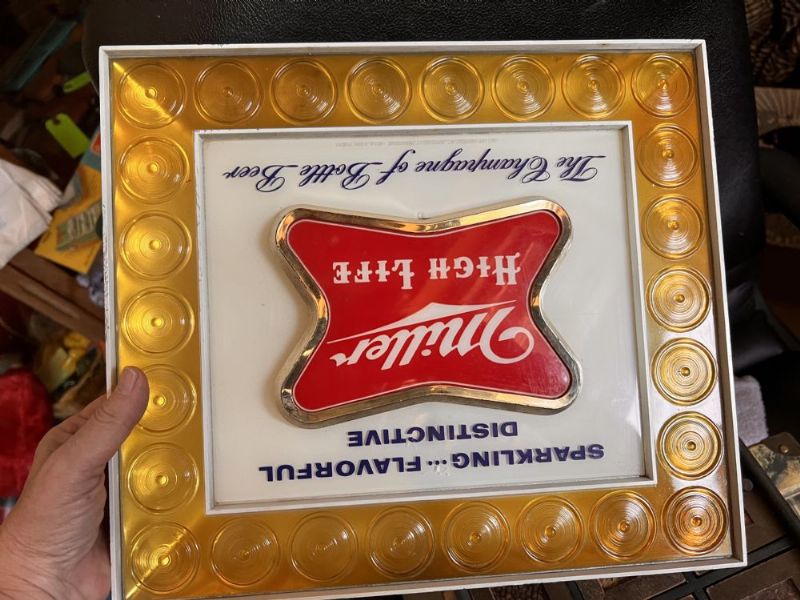 SPARKLING... FLAVORFUL
DISTINCTIVE
Miller
HIGH LIFE
The Champagne of Bottle Beer